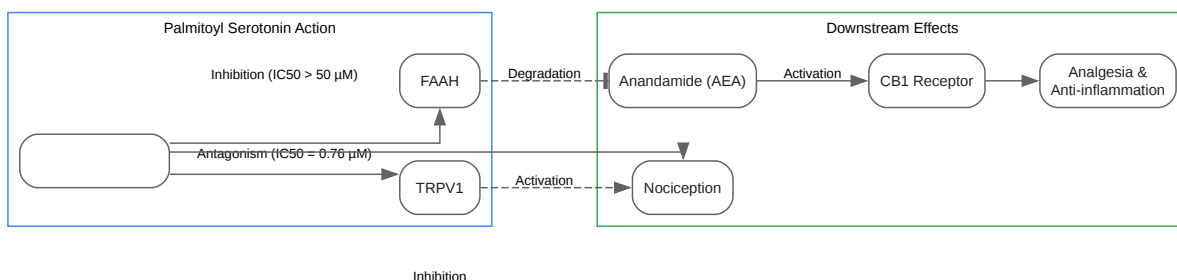 Palmitoyl Serotonin Action
Downstream Effects
Inhibition (IC50 > 50 µM)
FAAH
Degradation
Anandamide (AEA)
Activation
CB1 Receptor
Analgesia &
Anti-inflammation
Antagonism (IC50 = 0.76 µM)
TRPV1
Activation
Nociception
Inhibition